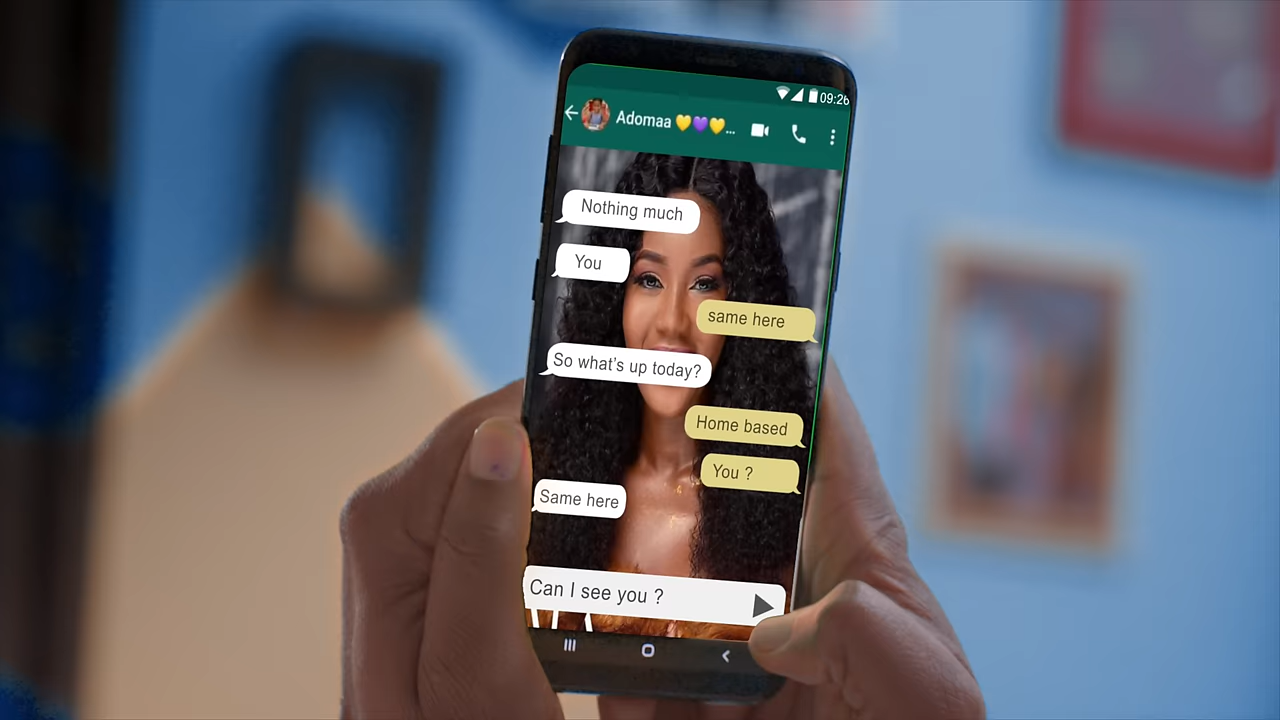 09:26
Adomaa 💛💜💛...
Nothing much
You
same here
So what's up today?
Home based
You ?
Same here
Can I see you ?